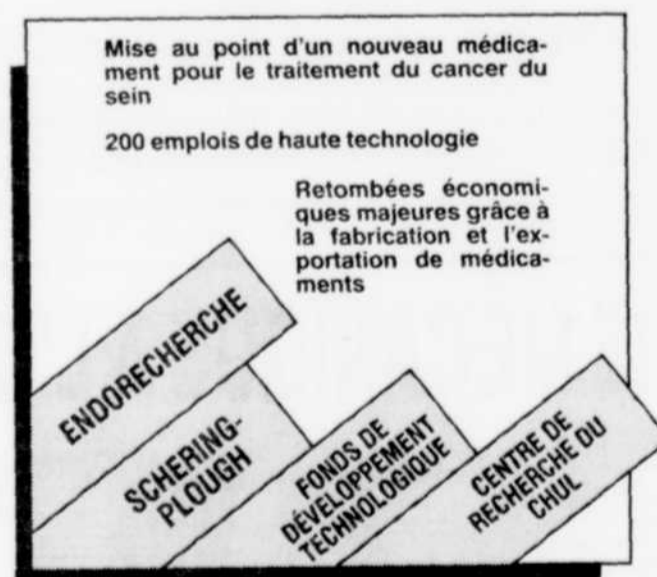 Mise au point d'un nouveau médica-
ment pour le traitement du cancer du
sein
200 emplois de haute technologie
Retombées économi-
ques majeures grâce à
la fabrication et l'ex-
portation de médica-
ments
ENDORECHERCHE
SCHERING-
PLOUGH
FONDS DE
DÉVELOPPEMENT
TECHNOLOGIQUE
CENTRE DE
RECHERCHE DU
CHUL